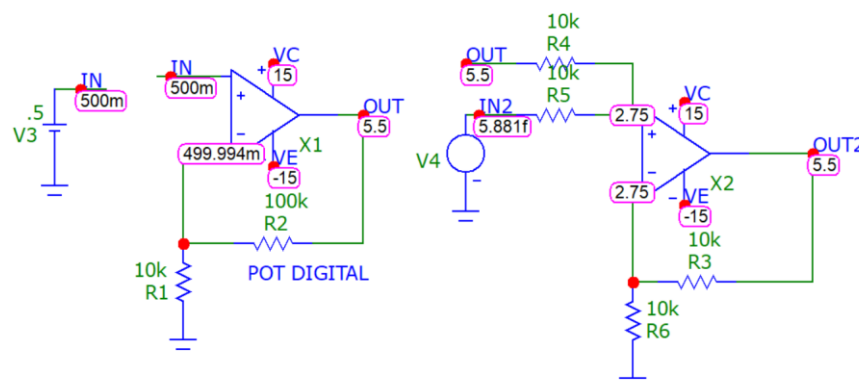 IN
500m
.5
V3
IN
500m
VC
15
OUT
5.5
499.994m
VE
-15
X1
100k
R2
POT DIGITAL
10k
R1
OUT
5.5
10k
R4
10k
R5
IN2
5.881f
V4
2.75
2.75
VC
15
OUT2
5.5
VE
-15
X2
10k
R3
10k
R6